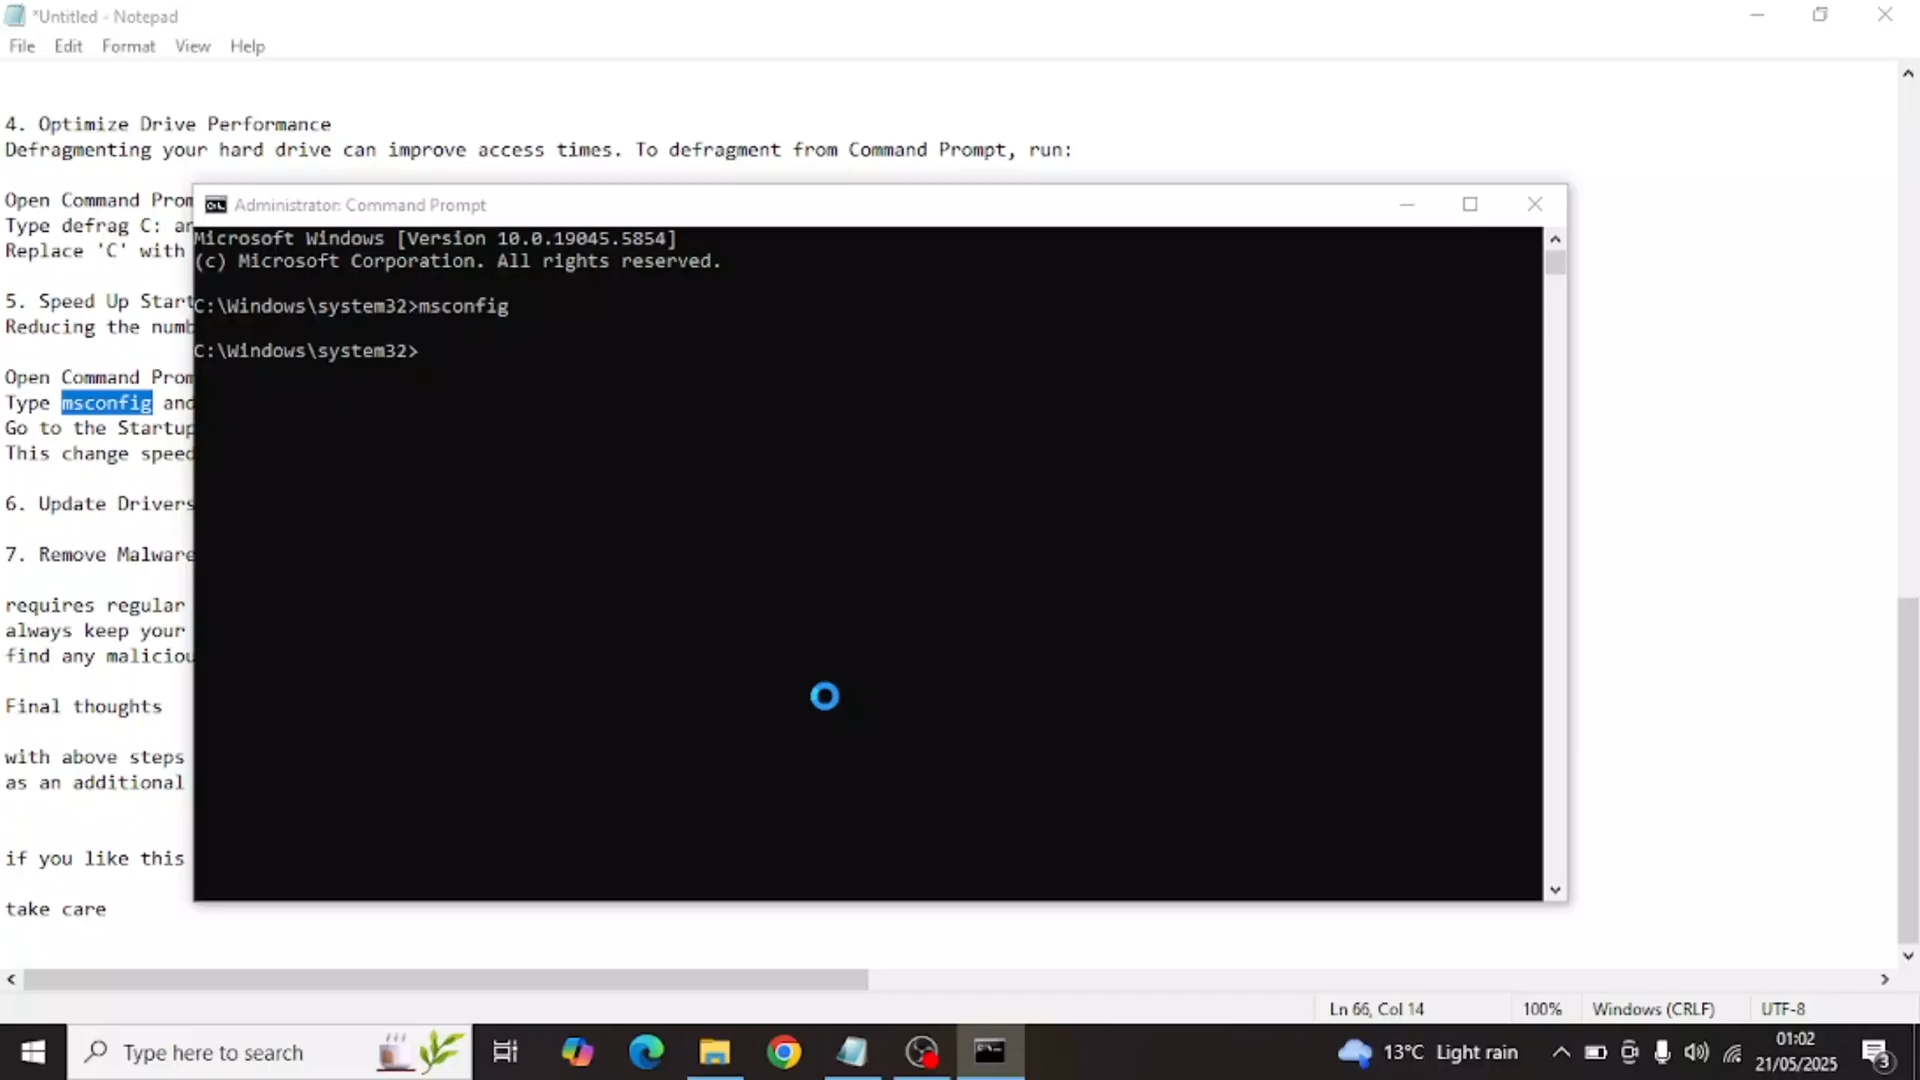 *Untitled - Notepad
File Edit Format View Help
4. Optimize Drive Performance
Defragmenting your hard drive can improve access times. To defragment from Command Prompt, run:
Open Command Prom
Type defrag C: an
Replace 'C' with
5. Speed Up Start
Reducing the numb
Open Command Prom
Type msconfig and
Go to the Startup
This change speed
6. Update Drivers
7. Remove Malware
requires regular
always keep your
find any maliciou
Final thoughts
with above steps
as an additional
if you like this
take care
Administrator: Command Prompt
Microsoft Windows [Version 10.0.19045.5854]
(c) Microsoft Corporation. All rights reserved.
C:\Windows\system32>msconfig
C:\Windows\system32>
Ln 66, Col 14 100% Windows (CRLF) UTF-8
Type here to search
13°C Light rain
01:02
21/05/2025
3